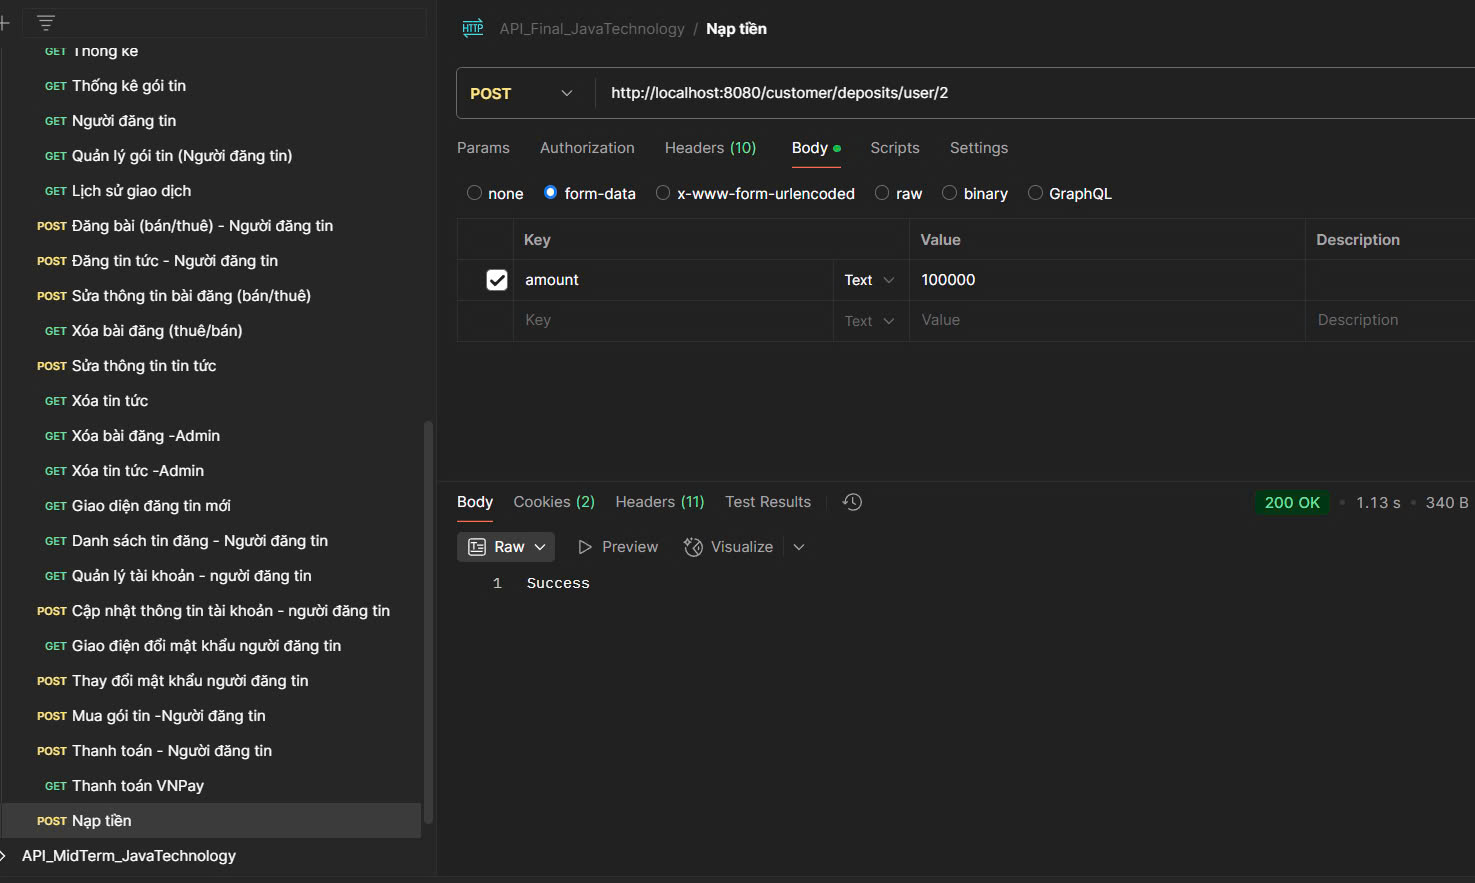 GET Thống kê
GET Thống kê gói tin
GET Người đăng tin
GET Quản lý gói tin (Người đăng tin)
GET Lịch sử giao dịch
POST Đăng bài (bán/thuê) - Người đăng tin
POST Đăng tin tức - Người đăng tin
POST Sửa thông tin bài đăng (bán/thuê)
GET Xóa bài đăng (thuê/bán)
POST Sửa thông tin tin tức
GET Xóa tin tức
GET Xóa bài đăng -Admin
GET Xóa tin tức -Admin
GET Giao diện đăng tin mới
GET Danh sách tin đăng - Người đăng tin
GET Quản lý tài khoản - người đăng tin
POST Cập nhật thông tin tài khoản - người đăng tin
GET Giao điện đổi mật khẩu người đăng tin
POST Thay đổi mật khẩu người đăng tin
POST Mua gói tin -Người đăng tin
POST Thanh toán - Người đăng tin
GET Thanh toán VNPay
POST Nạp tiền
API_MidTerm_JavaTechnology
HTTP API_Final_JavaTechnology / Nạp tiền
POST http://localhost:8080/customer/deposits/user/2
Params Authorization Headers (10) Body Scripts Settings
none form-data x-www-form-urlencoded raw binary GraphQL
Key Value Description
amount Text 100000
Key Text Value Description
Body Cookies (2) Headers (11) Test Results 200 OK • 1.13 s • 340 B
Raw Preview Visualize
1 Success